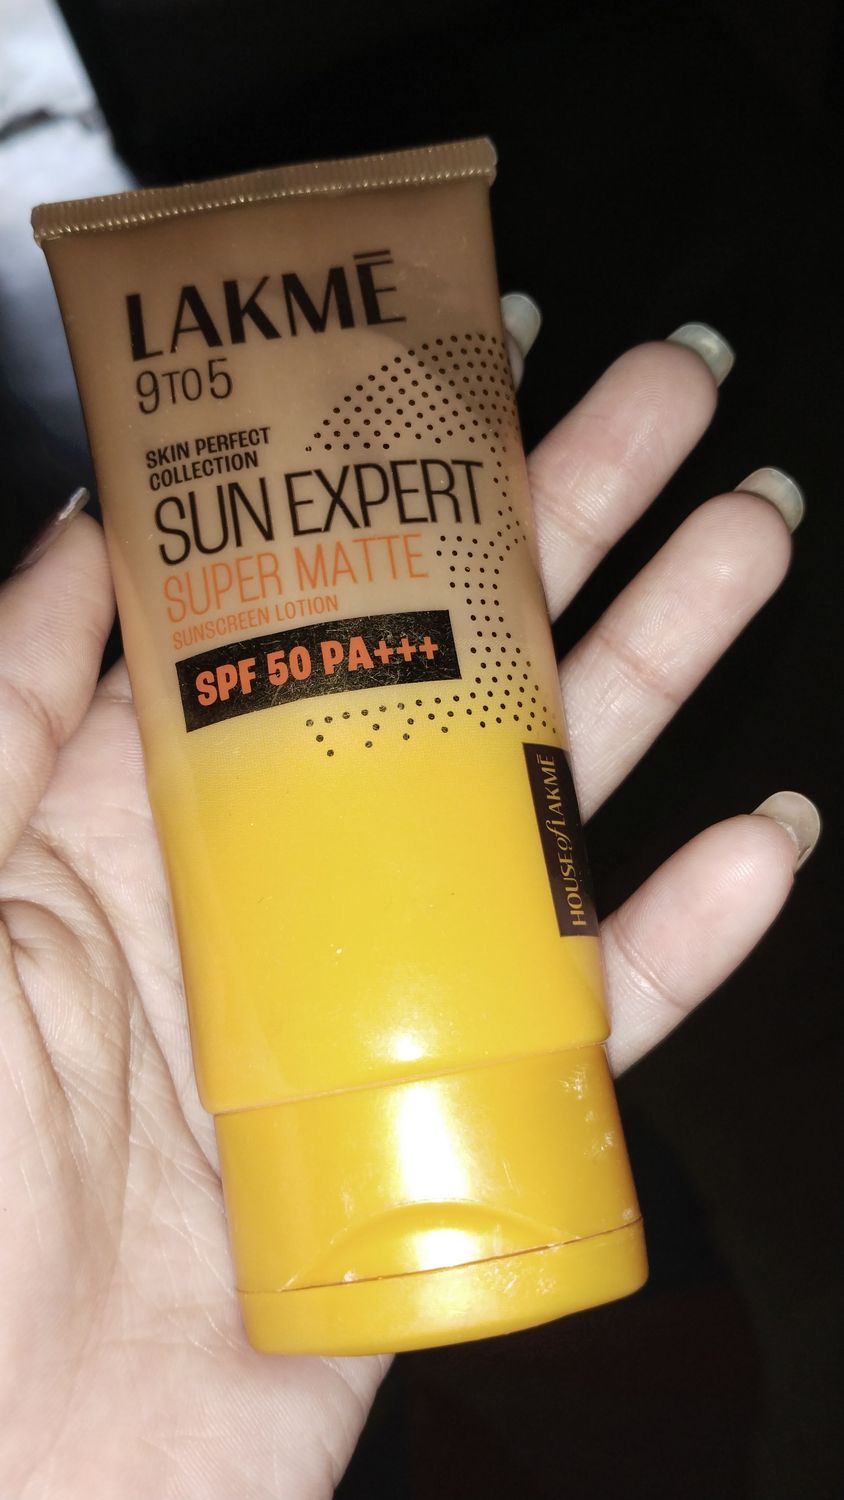 LAKMĒ
9TO5
SKIN PERFECT
COLLECTION
SUN EXPERT
SUPER MATTE
SUNSCREEN LOTION
SPF 50 PA+++
HOUSE of LAKMĒ